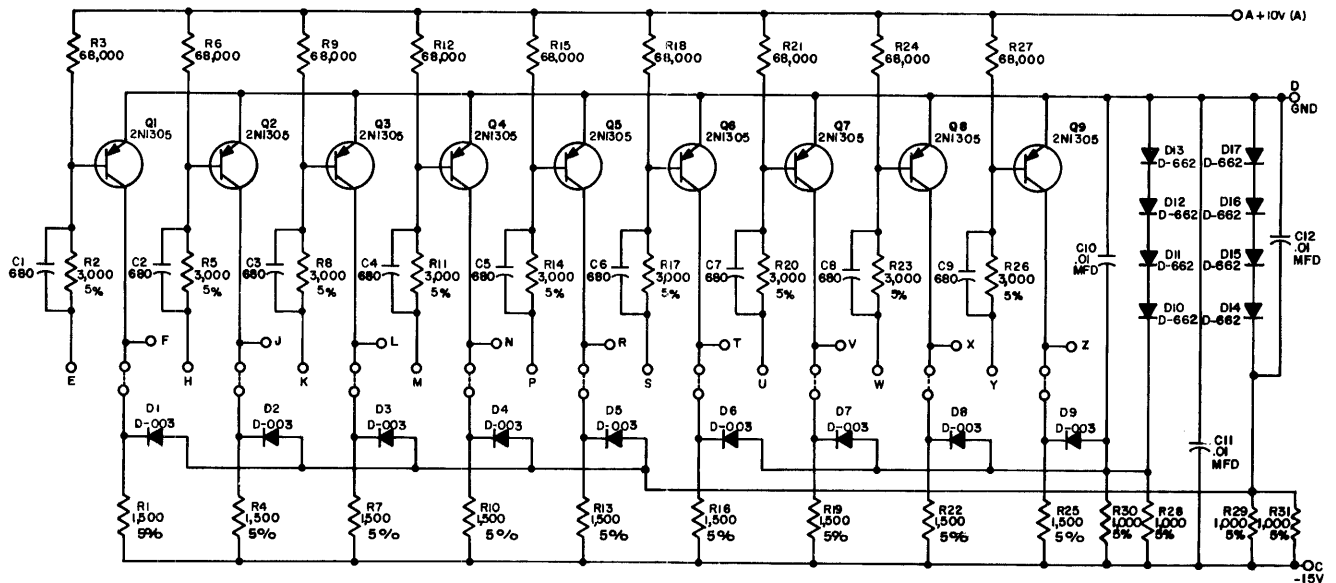 R3
68,000
R6
68,000
R9
68,000
R12
68,000
R15
68,000
R18
68,000
R21
68,000
R24
68,000
R27
68,000
A +10V (A)
D
GND
Q1
2N1305
Q2
2N1305
Q3
2N1305
Q4
2N1305
Q5
2N1305
Q6
2N1305
Q7
2N1305
Q8
2N1305
Q9
2N1305
D13
D-662
D17
D-662
D12
D-662
D16
D-662
D11
D-662
D15
D-662
D10
D-662
D14
D-662
C10
.01
MFD
C12
.01
MFD
C1
680
R2
3,000
5%
C2
680
R5
3,000
5%
C3
680
R8
3,000
5%
C4
680
R11
3,000
5%
C5
680
R14
3,000
5%
C6
680
R17
3,000
5%
C7
680
R20
3,000
5%
C8
680
R23
3,000
5%
C9
680
R26
3,000
5%
F
J
L
N
R
T
V
X
Z
E
H
K
M
P
S
U
W
Y
D1
D-003
D2
D-003
D3
D-003
D4
D-003
D5
D-003
D6
D-003
D7
D-003
D8
D-003
D9
D-003
C11
.01
MFD
R1
1,500
5%
R4
1,500
5%
R7
1,500
5%
R10
1,500
5%
R13
1,500
5%
R16
1,500
5%
R19
1,500
5%
R22
1,500
5%
R25
1,500
5%
R30
1,000
5%
R28
1,000
5%
R29
1,000
5%
R31
1,000
5%
C
-15V